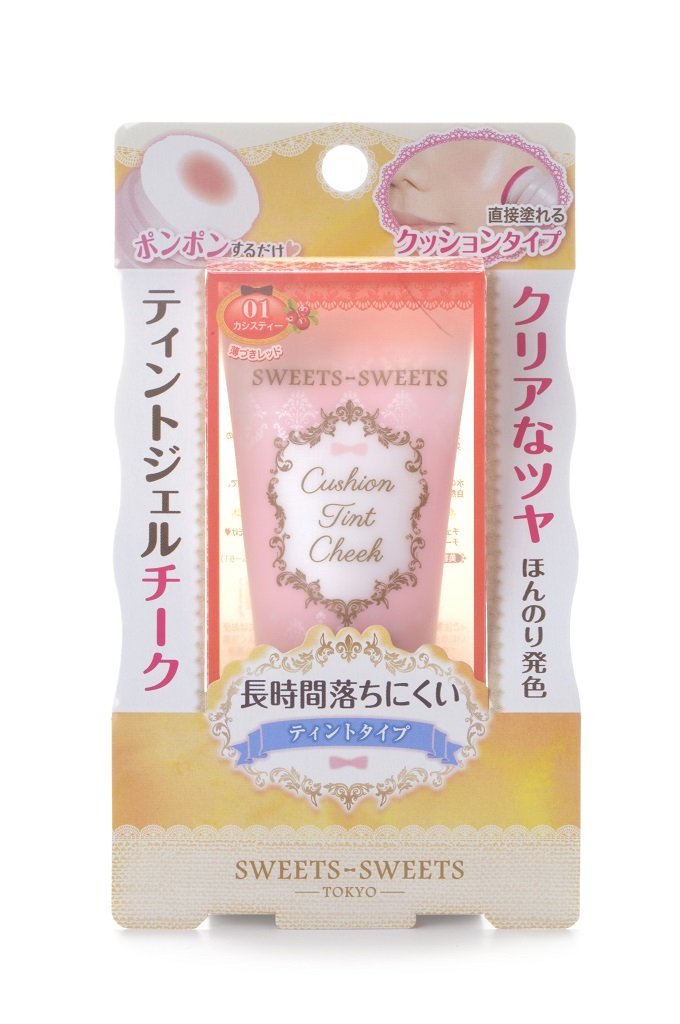 ポンポンするだけ♥
直接塗れる
クッションタイプ
ティントジェルチーク
クリアなツヤ
ほんのり発色
01
カシスティー
薄づきレッド
SWEETS-SWEETS
Cushion
Tint
Cheek
長時間落ちにくい
ティントタイプ
SWEETS-SWEETS
TOKYO